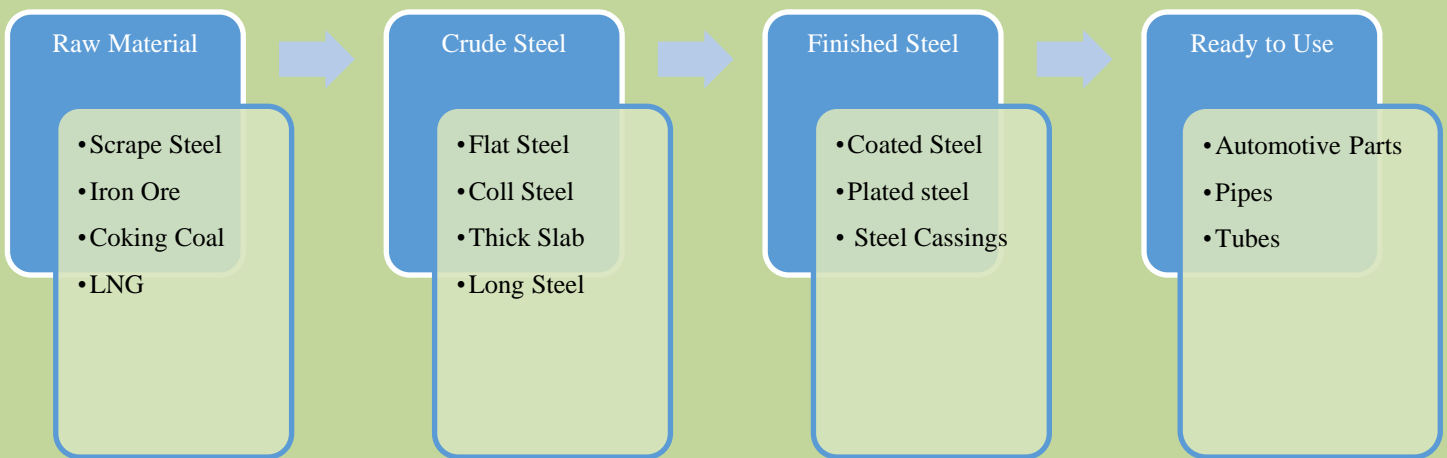 Raw Material
•Scrape Steel
•Iron Ore
•Coking Coal
•LNG
Crude Steel
•Flat Steel
•Coll Steel
•Thick Slab
•Long Steel
Finished Steel
•Coated Steel
•Plated steel
• Steel Cassings
Ready to Use
•Automotive Parts
•Pipes
•Tubes